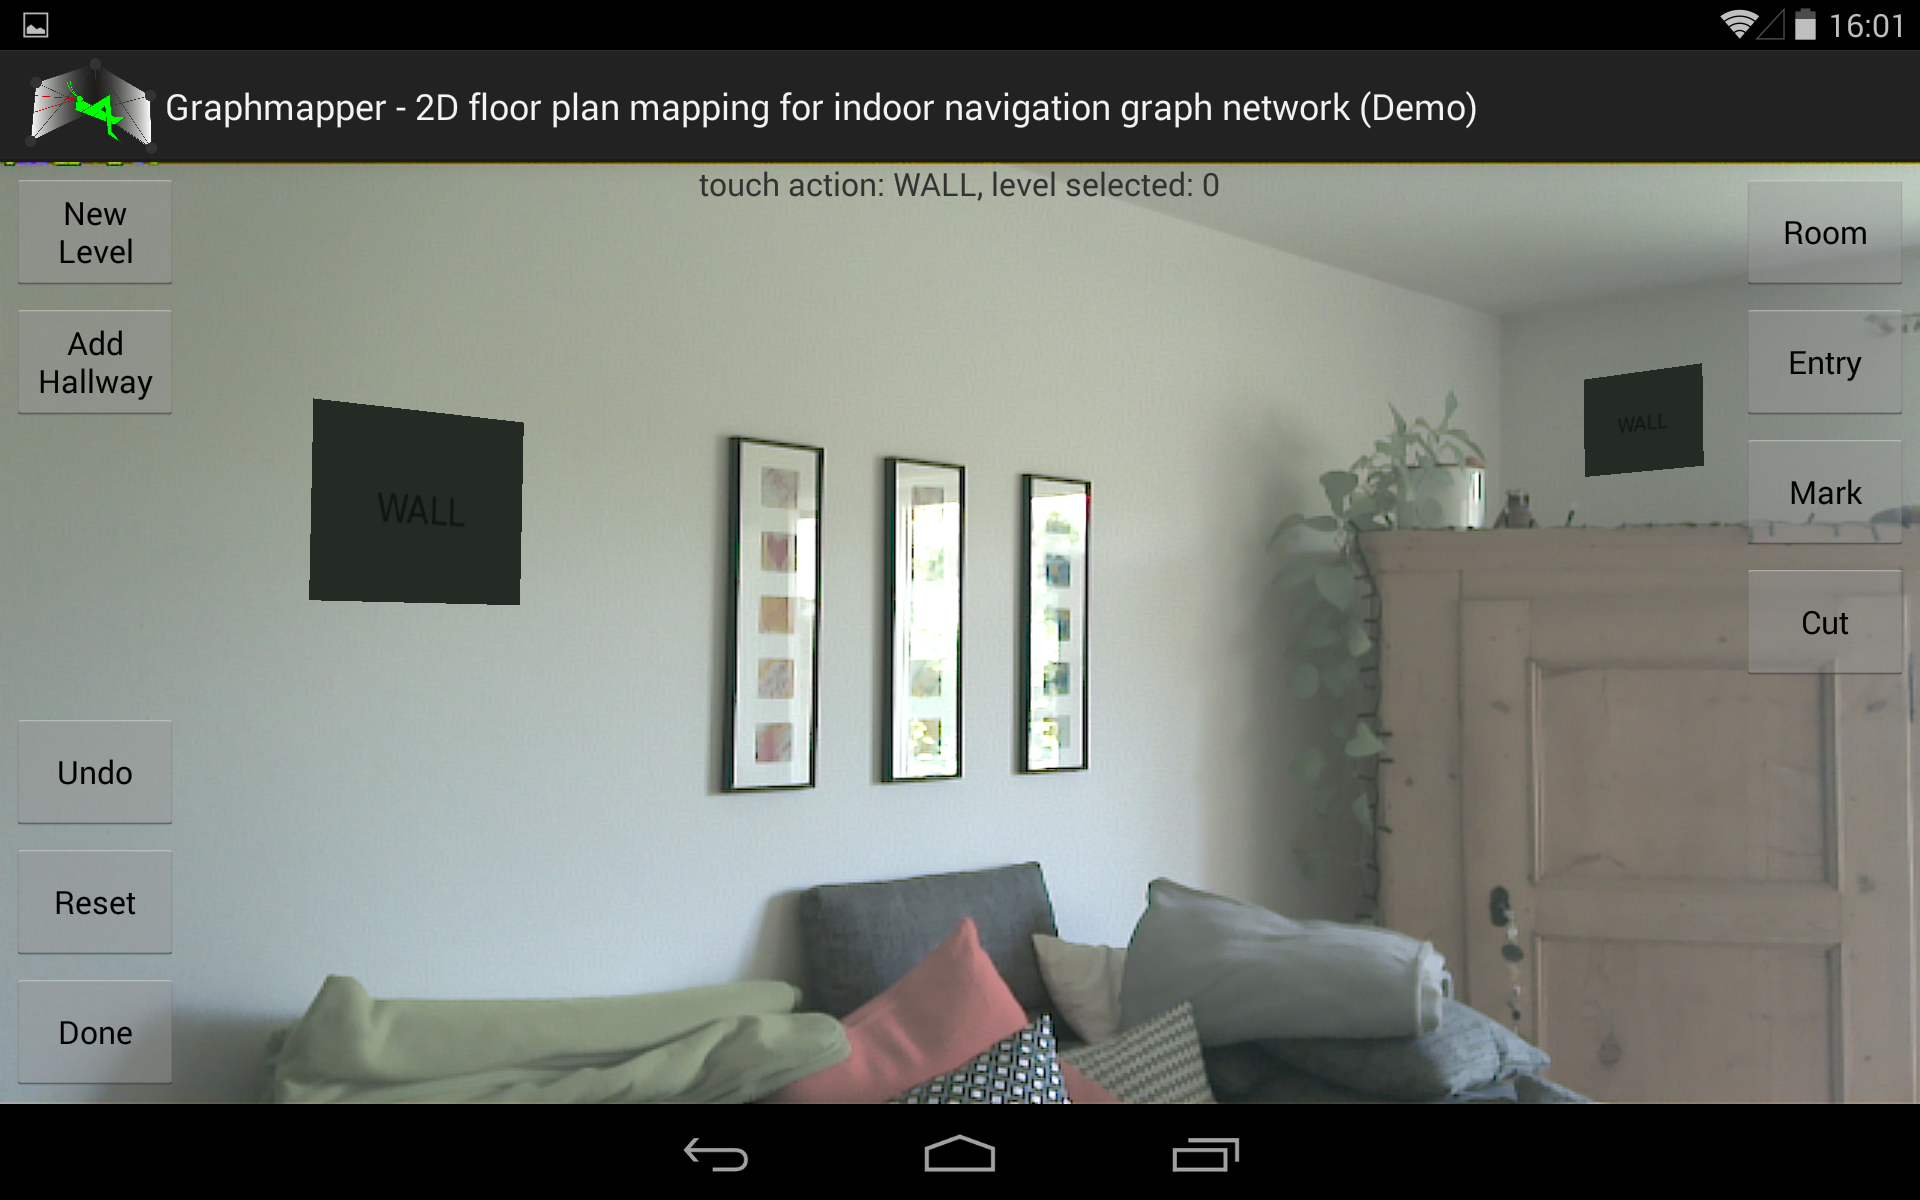 16:01
Graphmapper - 2D floor plan mapping for indoor navigation graph network (Demo)
touch action: WALL, level selected: 0
New
Level
Add
Hallway
Undo
Reset
Done
WALL
WALL
Room
Entry
Mark
Cut